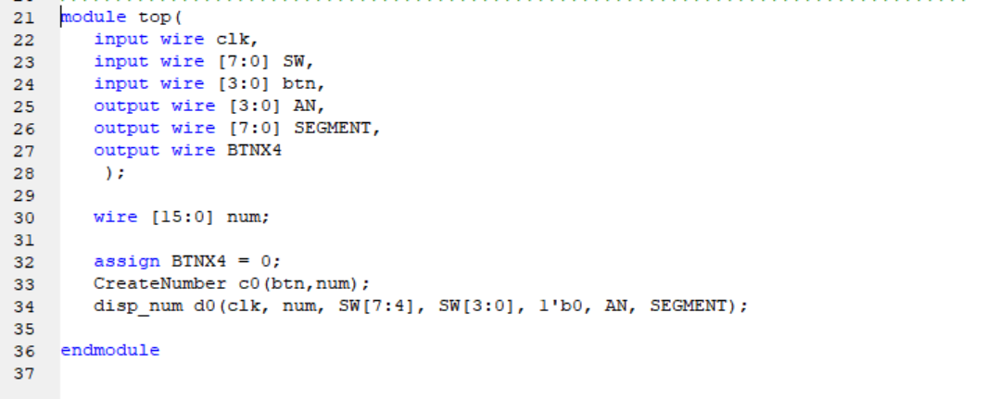 21 module top(
22 input wire clk,
23 input wire [7:0] SW,
24 input wire [3:0] btn,
25 output wire [3:0] AN,
26 output wire [7:0] SEGMENT,
27 output wire BTNX4
28 );
29
30 wire [15:0] num;
31
32 assign BTNX4 = 0;
33 CreateNumber c0(btn,num);
34 disp_num d0(clk, num, SW[7:4], SW[3:0], 1'b0, AN, SEGMENT);
35
36 endmodule
37